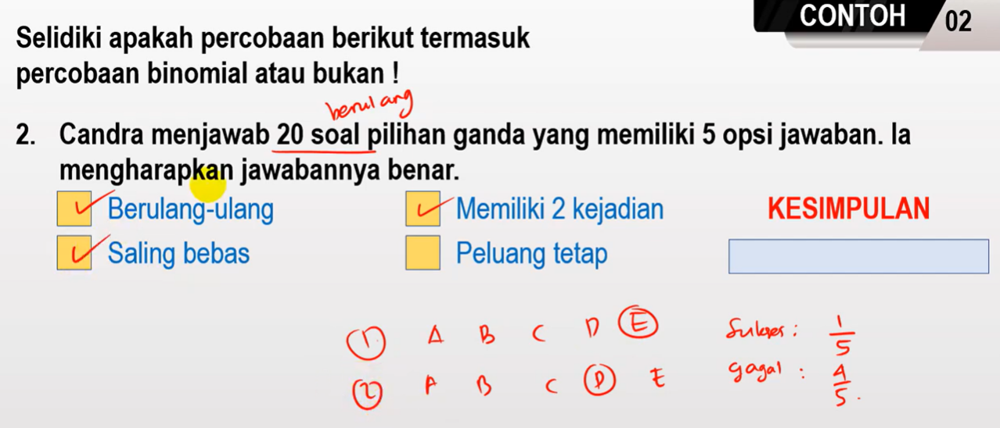 CONTOH 02
Selidiki apakah percobaan berikut termasuk
percobaan binomial atau bukan !
berulang
2. Candra menjawab 20 soal pilihan ganda yang memiliki 5 opsi jawaban. Ia
mengharapkan jawabannya benar.
Berulang-ulang Memiliki 2 kejadian KESIMPULAN
Saling bebas Peluang tetap
1. A B C D E Sukses : 1/5
2 A B C D E gagal : 4/5.